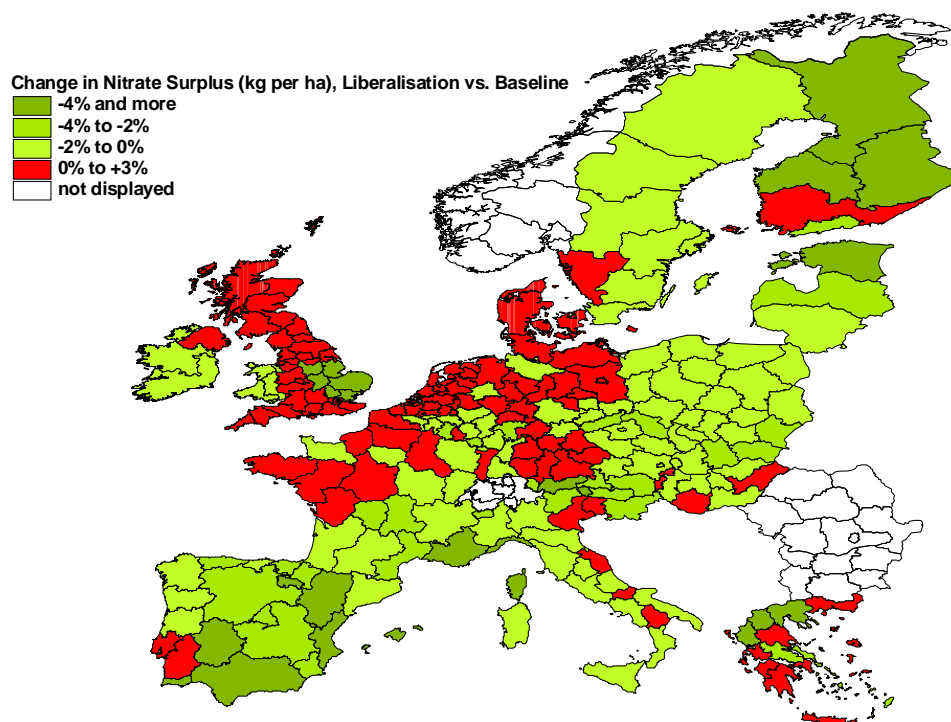 Change in Nitrate Surplus (kg per ha), Liberalisation vs. Baseline
-4% and more
-4% to -2%
-2% to 0%
0% to +3%
not displayed